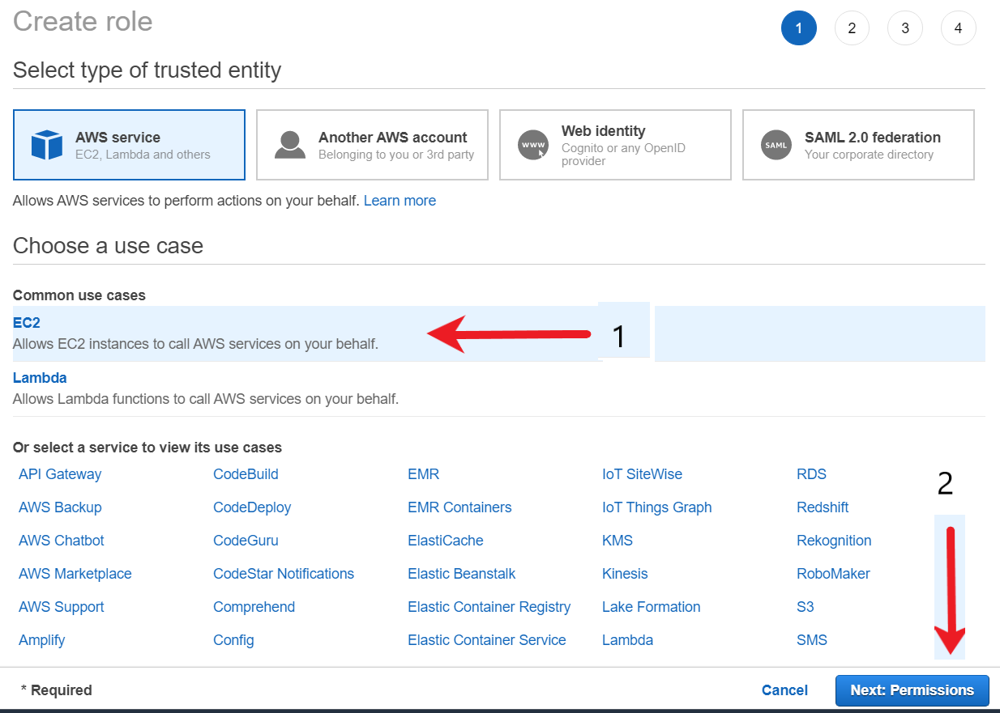 Create role
1 2 3 4
Select type of trusted entity
AWS service
EC2, Lambda and others
Another AWS account
Belonging to you or 3rd party
WWW
Web identity
Cognito or any OpenID
provider
SAML
SAML 2.0 federation
Your corporate directory
Allows AWS services to perform actions on your behalf. Learn more
Choose a use case
Common use cases
EC2
Allows EC2 instances to call AWS services on your behalf.
1
Lambda
Allows Lambda functions to call AWS services on your behalf.
Or select a service to view its use cases
API Gateway CodeBuild EMR IoT SiteWise RDS
2
AWS Backup CodeDeploy EMR Containers IoT Things Graph Redshift
AWS Chatbot CodeGuru ElastiCache KMS Rekognition
AWS Marketplace CodeStar Notifications Elastic Beanstalk Kinesis RoboMaker
AWS Support Comprehend Elastic Container Registry Lake Formation S3
Amplify Config Elastic Container Service Lambda SMS
* Required Cancel Next: Permissions